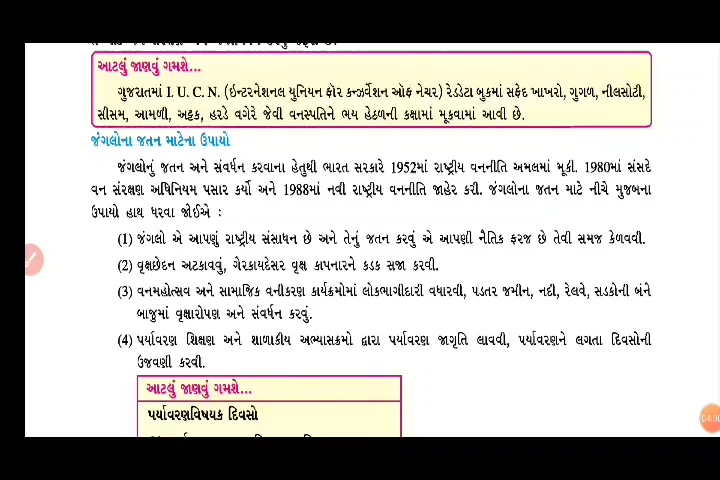 આટલું જાણવું ગમશે...
ગુજરાતમાં I. U. C. N. (ઇન્ટરનેશનલ યુનિયન ફૉર કન્ઝર્વેશન ઑફ નેચર) રેડડેટા બુકમાં સફેદ ખાખરો, ગુગળ, નીલસોટી,
સીસમ, આમળી, અટ્ટક, હરડે વગેરે જેવી વનસ્પતિને ભય હેઠળની કક્ષામાં મૂકવામાં આવી છે.
જંગલોના જતન માટેના ઉપાયો
જંગલોનું જતન અને સંવર્ધન કરવાના હેતુથી ભારત સરકારે 1952માં રાષ્ટ્રીય વનનીતિ અમલમાં મૂકી. 1980માં સંસદે
વન સંરક્ષણ અધિનિયમ પસાર કર્યો અને 1988માં નવી રાષ્ટ્રીય વનનીતિ જાહેર કરી. જંગલોના જતન માટે નીચે મુજબના
ઉપાયો હાથ ધરવા જોઈએ :
(1) જંગલો એ આપણું રાષ્ટ્રીય સંસાધન છે અને તેનું જતન કરવું એ આપણી નૈતિક ફરજ છે તેવી સમજ કેળવવી.
(2) વૃક્ષછેદન અટકાવવું, ગેરકાયદેસર વૃક્ષ કાપનારને કડક સજા કરવી.
(3) વનમહોત્સવ અને સામાજિક વનીકરણ કાર્યક્રમોમાં લોકભાગીદારી વધારવી, પડતર જમીન, નદી, રેલવે, સડકોની બંને
બાજુમાં વૃક્ષારોપણ અને સંવર્ધન કરવું.
(4) પર્યાવરણ શિક્ષણ અને શાળાકીય અભ્યાસક્રમો દ્વારા પર્યાવરણ જાગૃતિ લાવવી, પર્યાવરણને લગતા દિવસોની
ઉજવણી કરવી.
આટલું જાણવું ગમશે...
પર્યાવરણવિષયક દિવસો